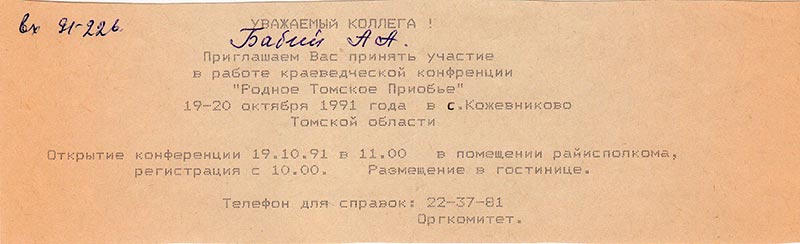 вх 91-226
УВАЖАЕМЫЙ КОЛЛЕГА !
Бабий А А.
Приглашаем Вас принять участие
в работе краеведческой конфренции
"Родное Томское Приобье"
19-20 октября 1991 года в с.Кожевниково
Томской области
Открытие конференции 19.10.91 в 11.00 в помещении райисполкома,
регистрация с 10.00. Размещение в гостинице.
Телефон для справок: 22-37-81
Оргкомитет.